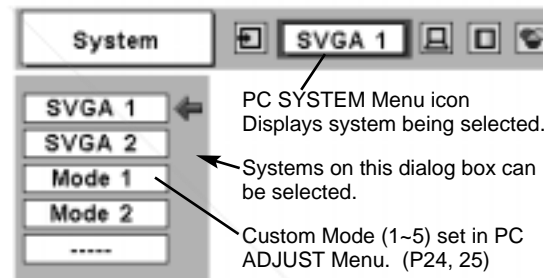 System
SVGA 1
SVGA 1
SVGA 2
Mode 1
Mode 2
-----
PC SYSTEM Menu icon
Displays system being selected.
Systems on this dialog box can
be selected.
Custom Mode (1~5) set in PC
ADJUST Menu. (P24, 25)